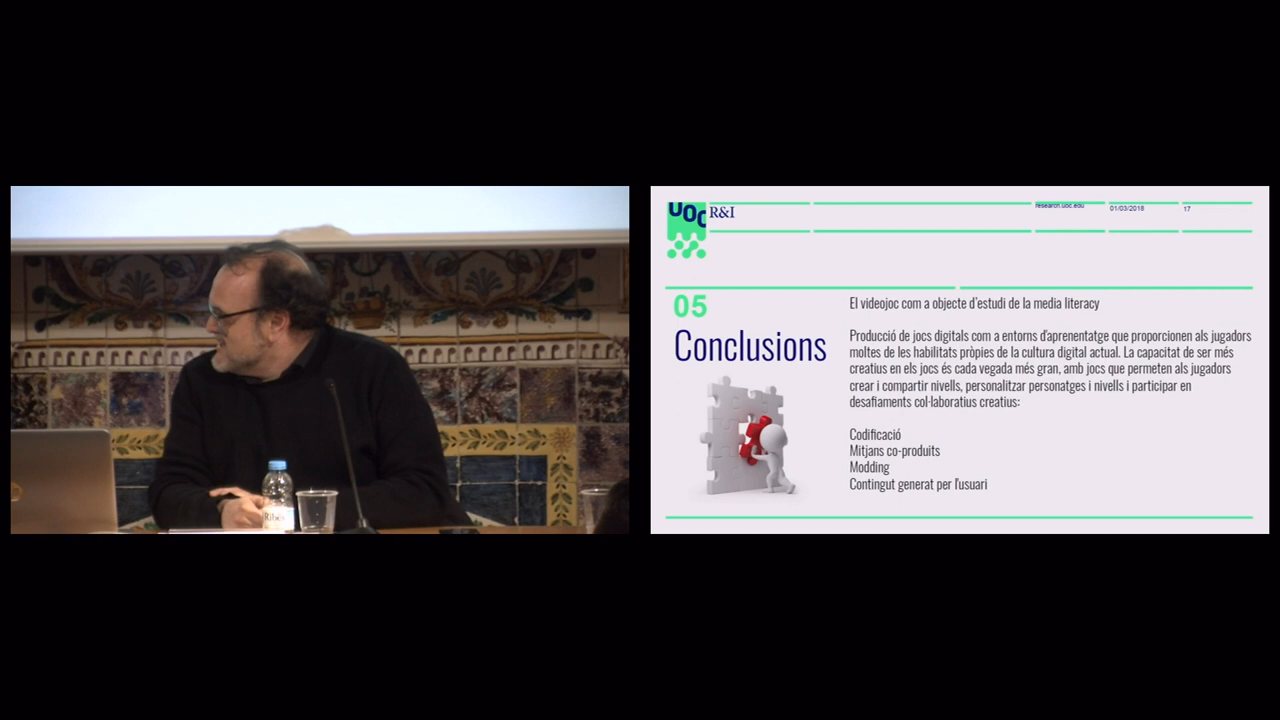 UOC R&I
research.uoc.edu
01/03/2018
17
05
Conclusions
El videojoc com a objecte d'estudi de la media literacy
Producció de jocs digitals com a entorns d'aprenentatge que proporcionen als jugadors
moltes de les habilitats pròpies de la cultura digital actual. La capacitat de ser més
creatius en els jocs és cada vegada més gran, amb jocs que permeten als jugadors
crear i compartir nivells, personalitzar personatges i nivells i participar en
desafiaments col·laboratius creatius:
Codificació
Mitjans co-produits
Modding
Contingut generat per l'usuari
Ribes